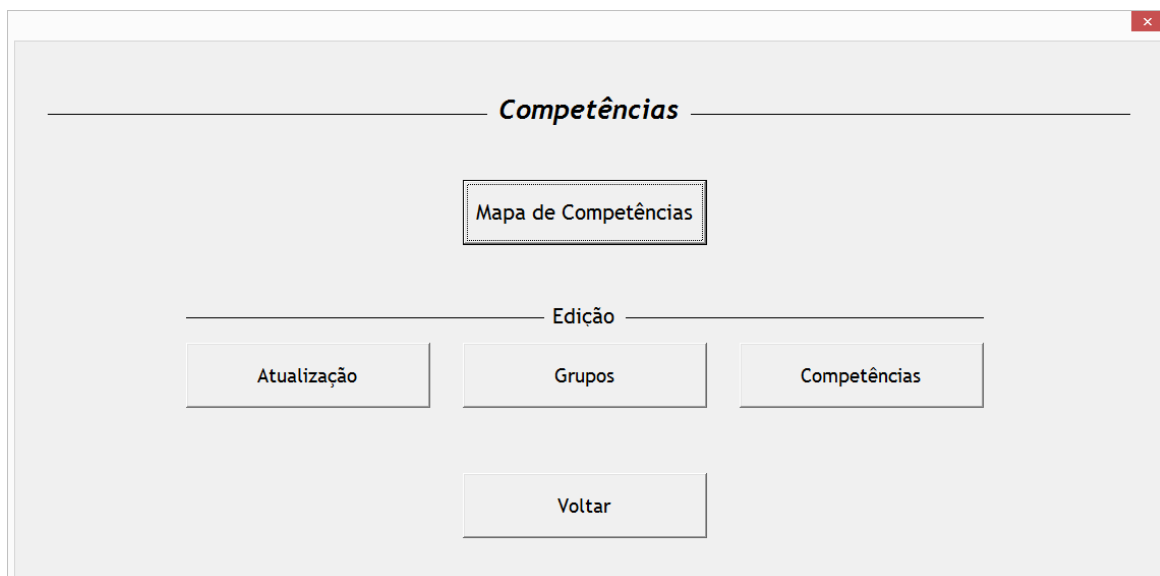 Competências
Mapa de Competências
Edição
Atualização
Grupos
Competências
Voltar